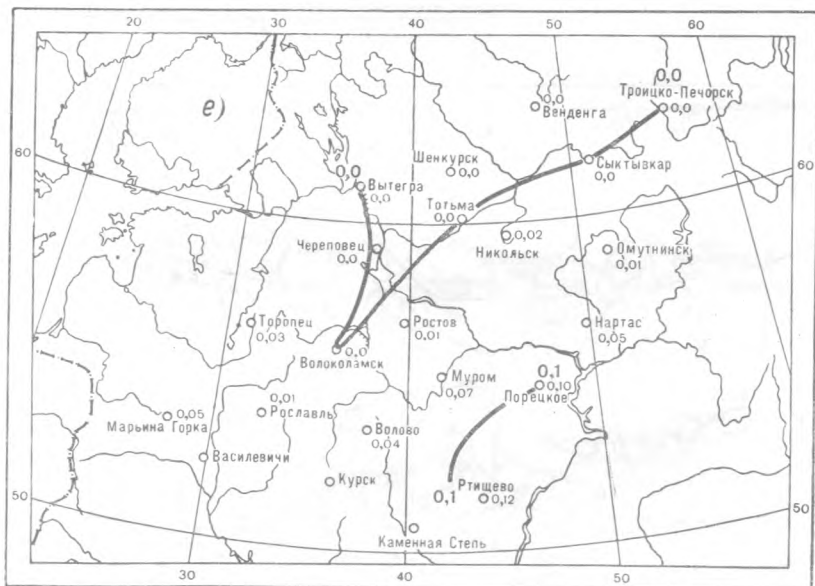 20 30 35 40 45 50 60
е)
0,0
Троицко-Печорск
0,0
0,0
Венденга
60
Шенкурск
0,0
Сыктывкар
0,0
60
0,0
Вытегра
0,0
Тотьма
0,0
0,02
Никольск
Череповец
0,0
Омутнинск
0,01
Торопец
0,03
Ростов
0,01
Нартас
0,05
0,0
Волоколамск
Муром
0,07
0,1
0,10
Порецкое
0,05
Марьина Горка
0,01
Рославль
Волово
0,04
Василевичи
Курск
0,1
Ртищево
0,12
50
50
Каменная Степь
30 40 50